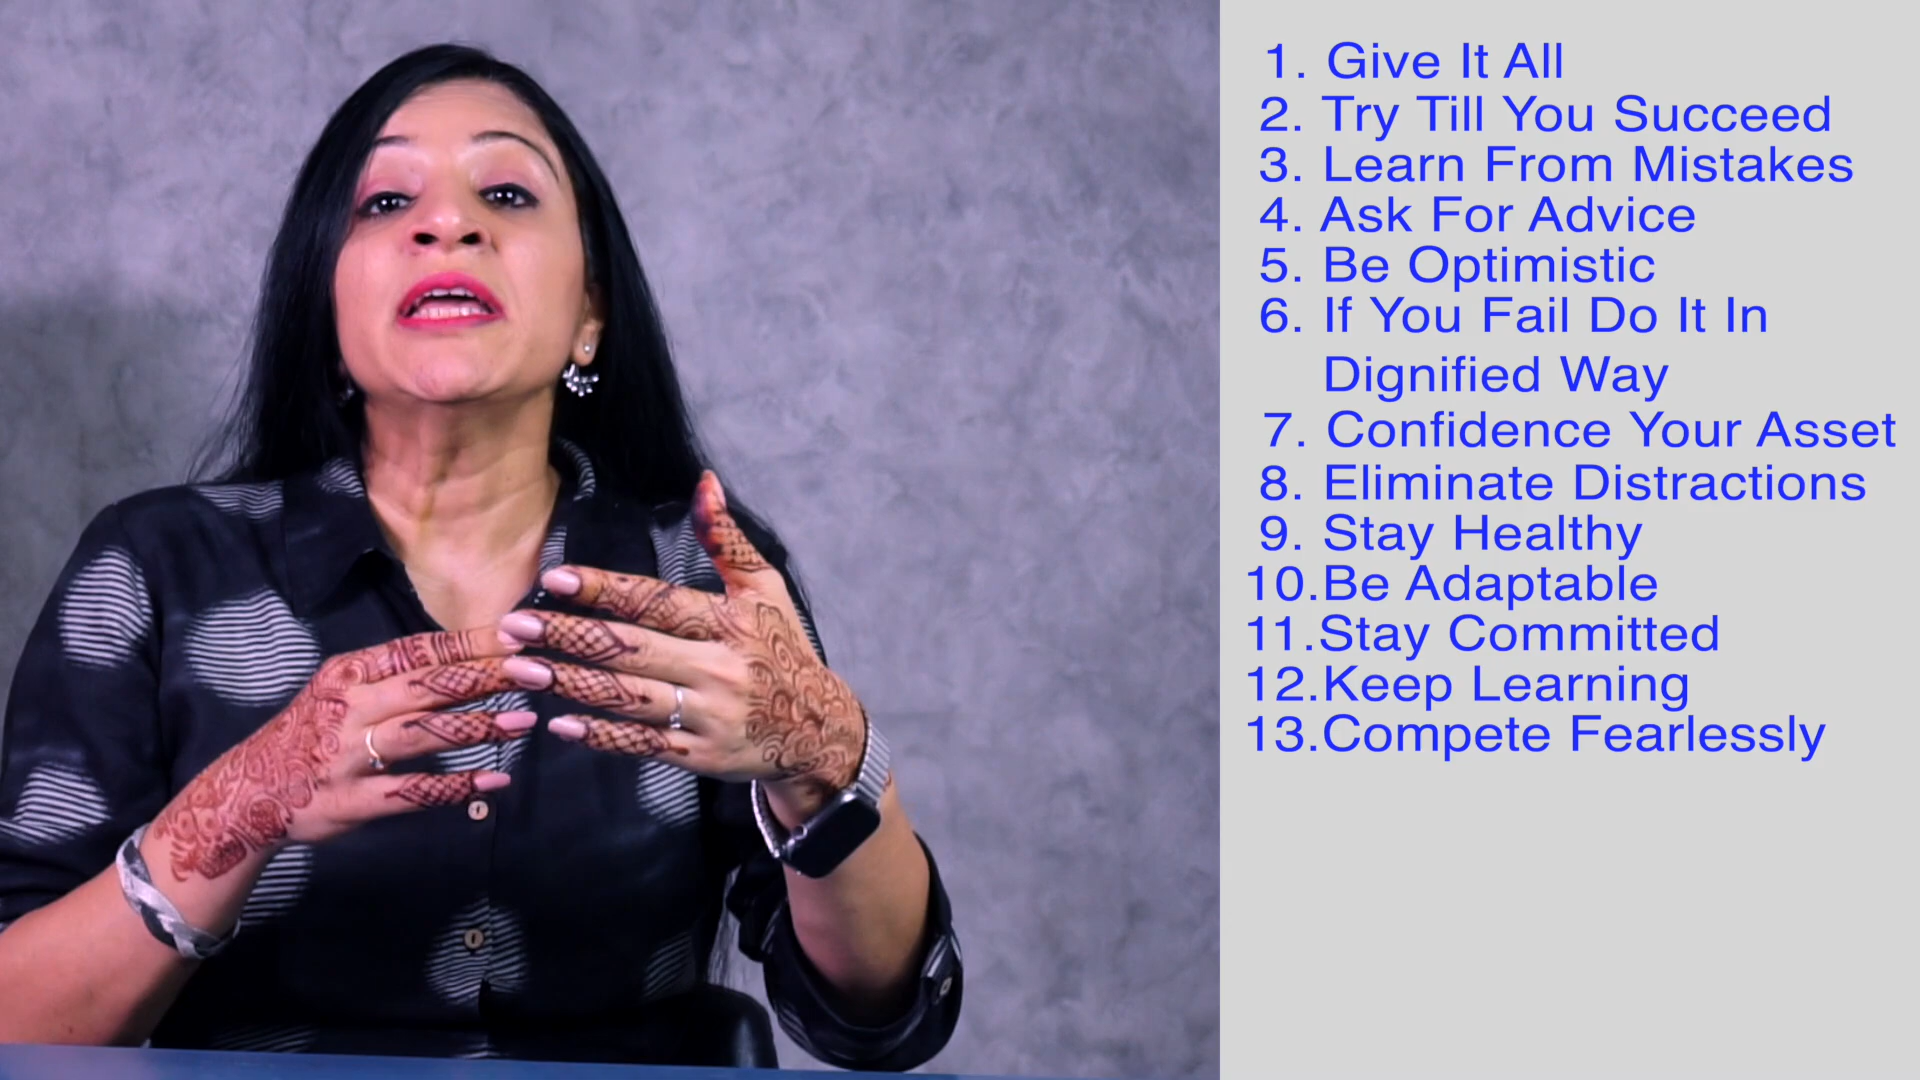 1. Give It All
2. Try Till You Succeed
3. Learn From Mistakes
4. Ask For Advice
5. Be Optimistic
6. If You Fail Do It In
Dignified Way
7. Confidence Your Asset
8. Eliminate Distractions
9. Stay Healthy
10.Be Adaptable
11.Stay Committed
12.Keep Learning
13.Compete Fearlessly